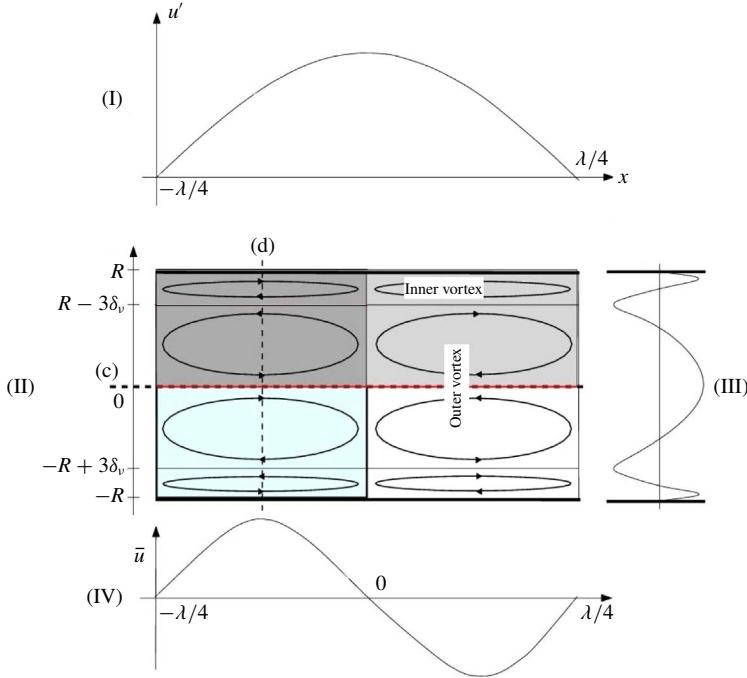 u′
(I)
λ/4
−λ/4
x
(d)
R
Inner vortex
R − 3δν
(c)
(II)
0
Outer vortex
(III)
−R + 3δν
−R
ū
0
(IV)
−λ/4
λ/4